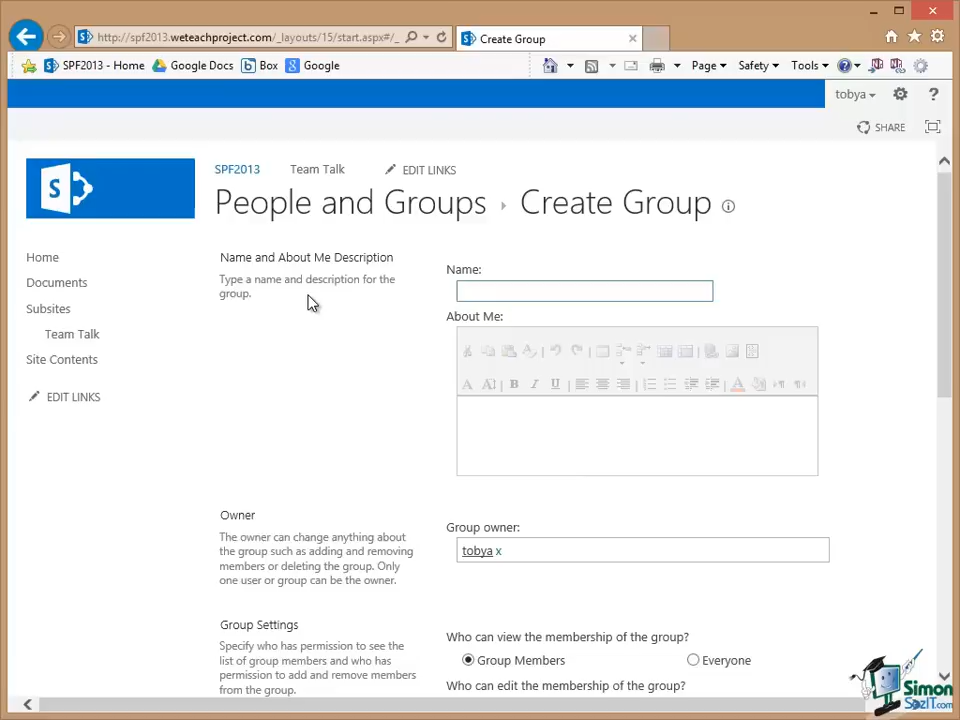 http://spf2013.weteachproject.com/_layouts/15/start.aspx#/_
Create Group
SPF2013 - Home
Google Docs
Box
Google
Page
Safety
Tools
tobya
SHARE
SPF2013
Team Talk
EDIT LINKS
People and Groups
Create Group
Home
Documents
Subsites
Team Talk
Site Contents
EDIT LINKS
Name and About Me Description
Type a name and description for the
group.
Name:
About Me:
Owner
The owner can change anything about
the group such as adding and removing
members or deleting the group. Only
one user or group can be the owner.
Group owner:
tobya x
Group Settings
Specify who has permission to see the
list of group members and who has
permission to add and remove members
from the group.
Who can view the membership of the group?
Group Members
Everyone
Who can edit the membership of the group?
Simon
SezIT.com